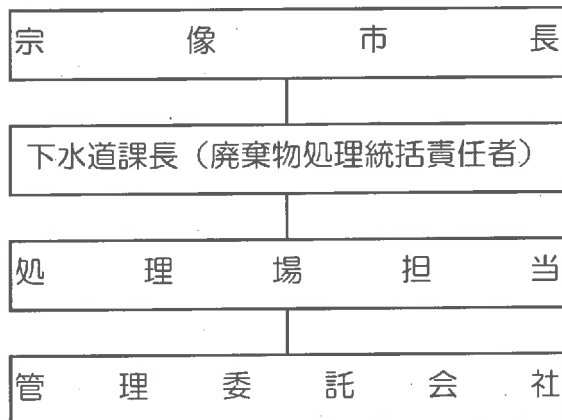 宗像市長
下水道課長（廃棄物処理統括責任者）
処理場担当
管理委託会社